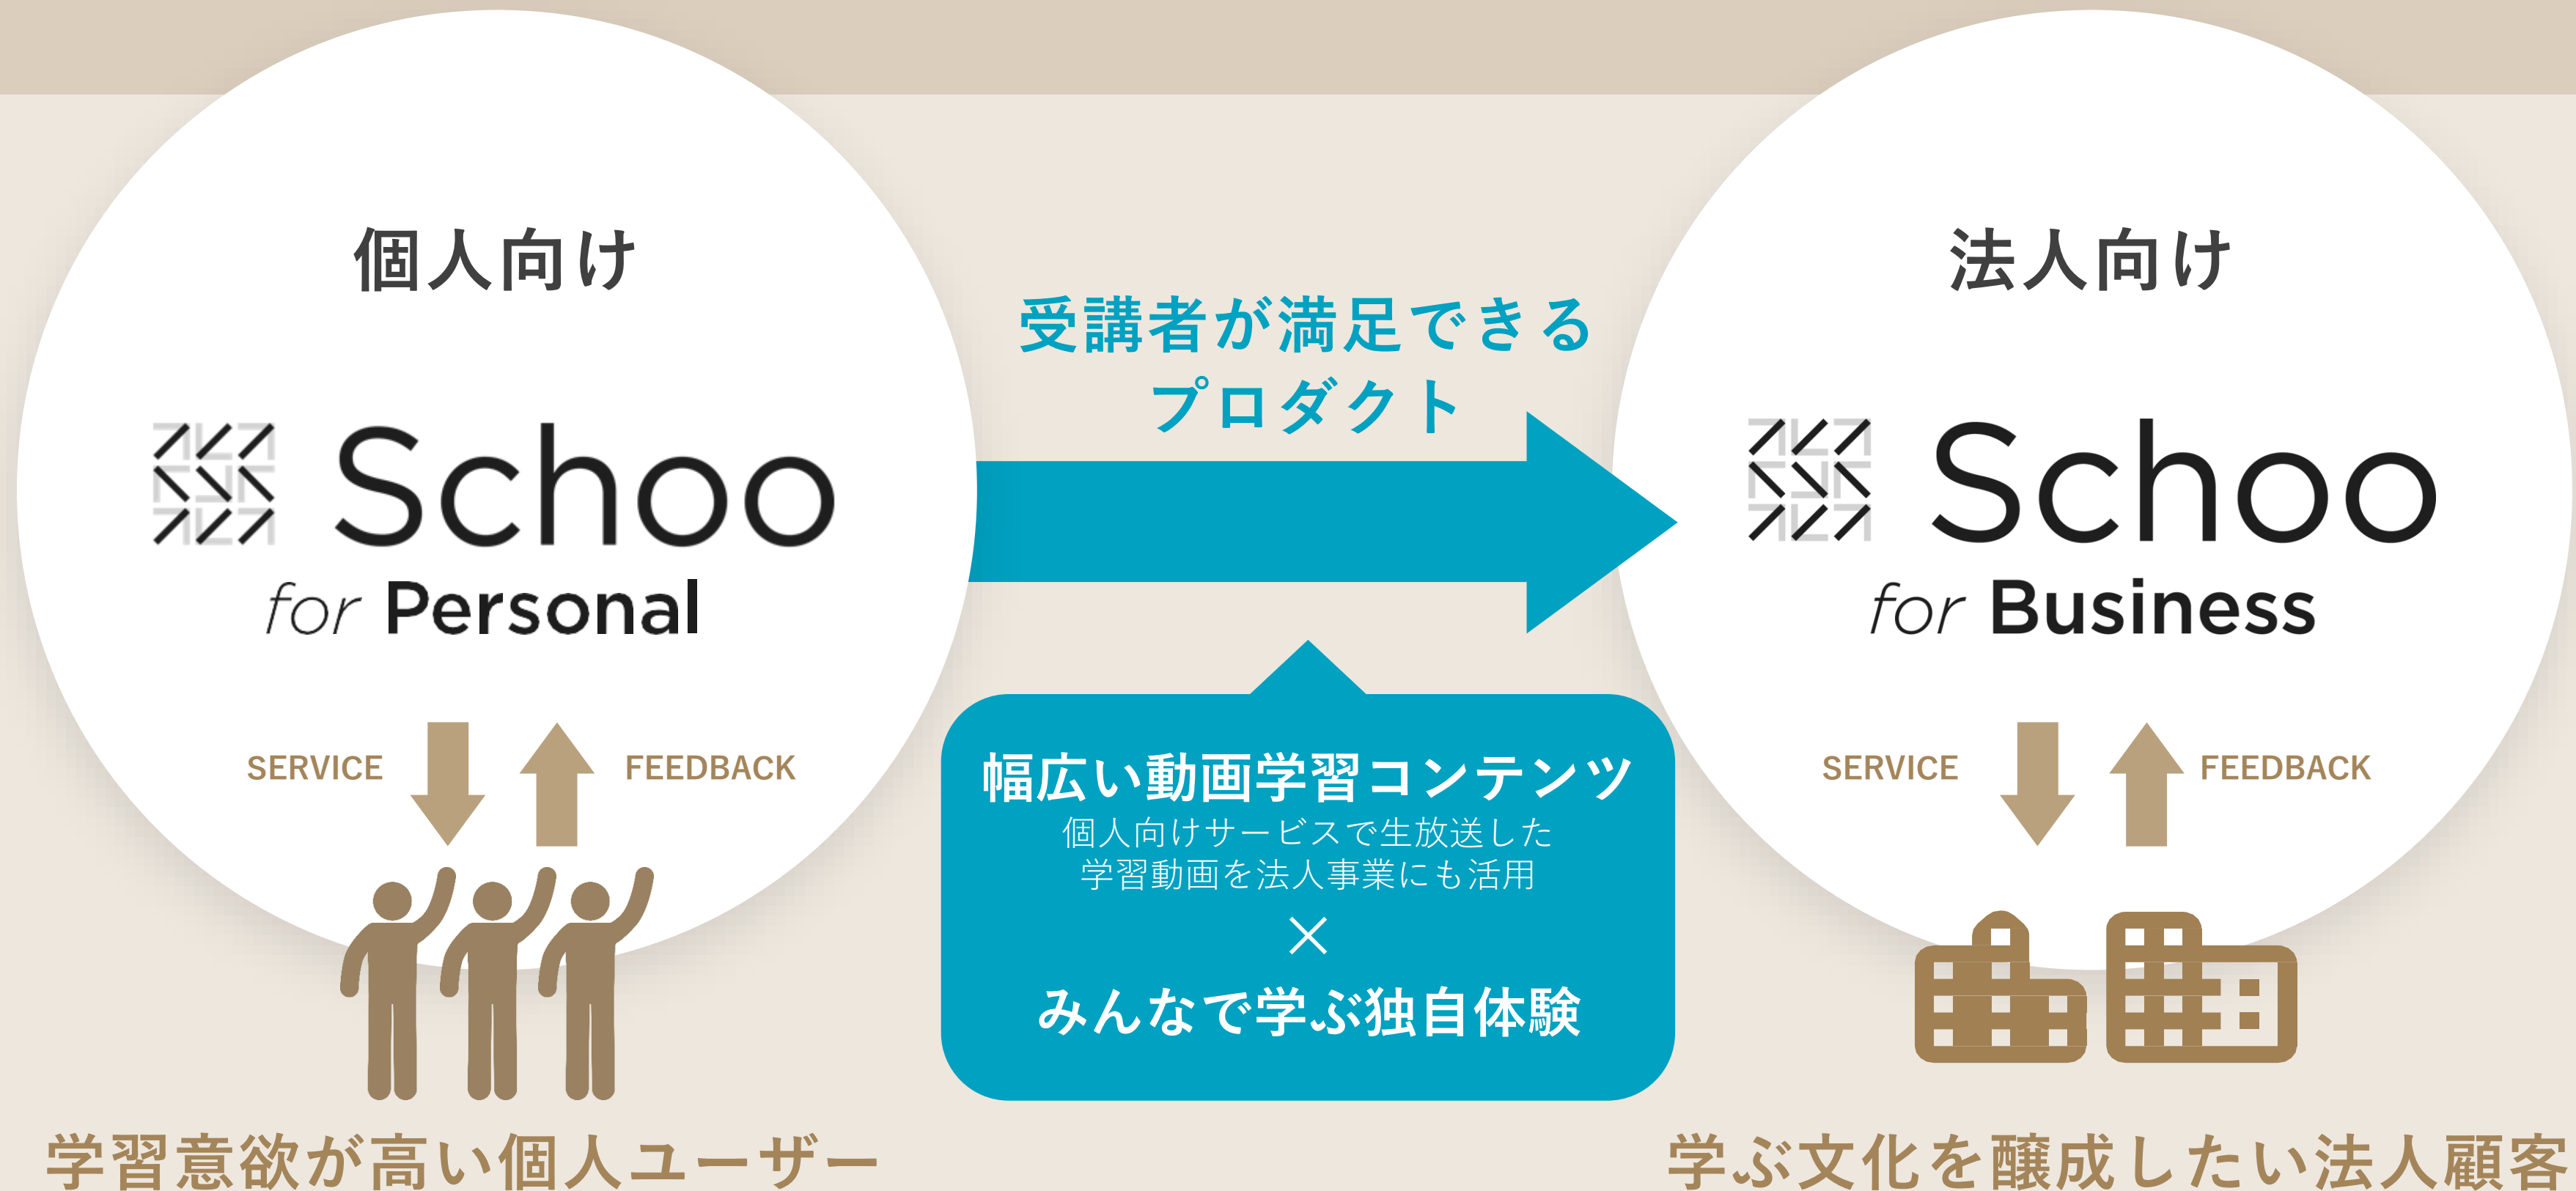 個人向け
Schoo
for Personal
SERVICE
FEEDBACK
学習意欲が高い個人ユーザー
受講者が満足できる
プロダクト
幅広い動画学習コンテンツ
個人向けサービスで生放送した
学習動画を法人事業にも活用
×
みんなで学ぶ独自体験
法人向け
Schoo
for Business
SERVICE
FEEDBACK
学ぶ文化を醸成したい法人顧客